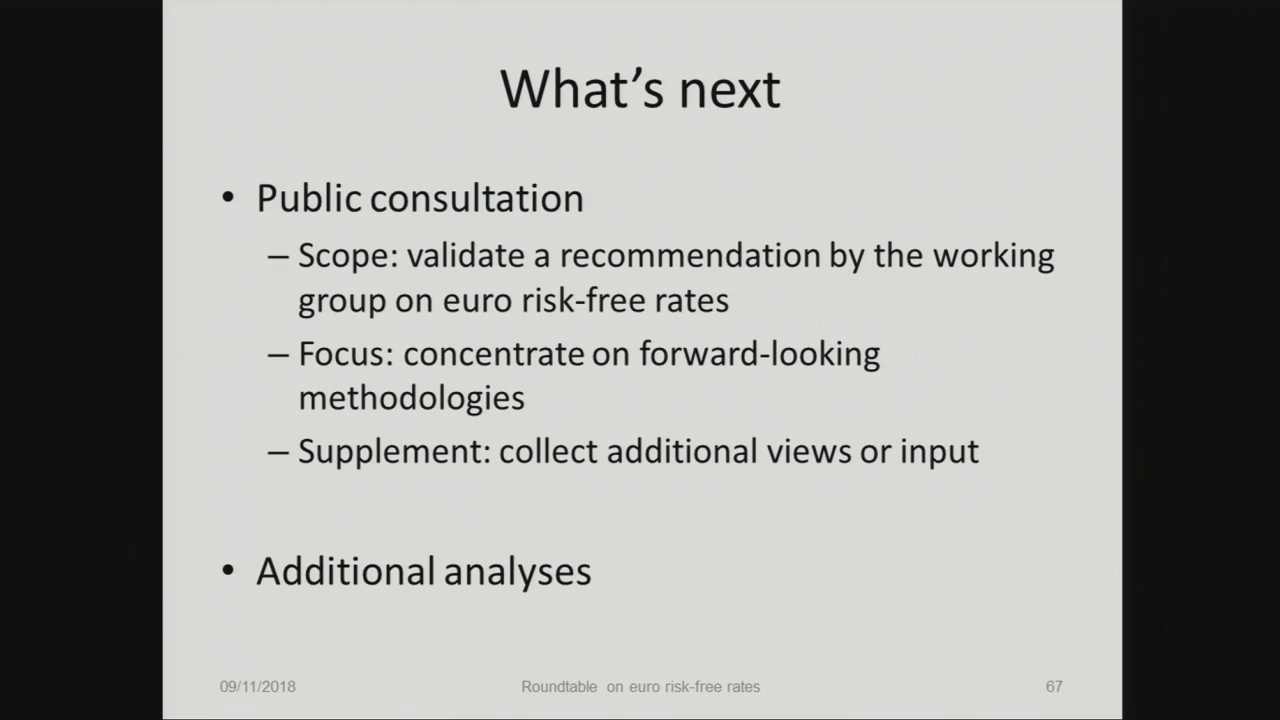 What's next
• Public consultation
– Scope: validate a recommendation by the working
group on euro risk-free rates
– Focus: concentrate on forward-looking
methodologies
– Supplement: collect additional views or input
• Additional analyses
09/11/2018 Roundtable on euro risk-free rates 67